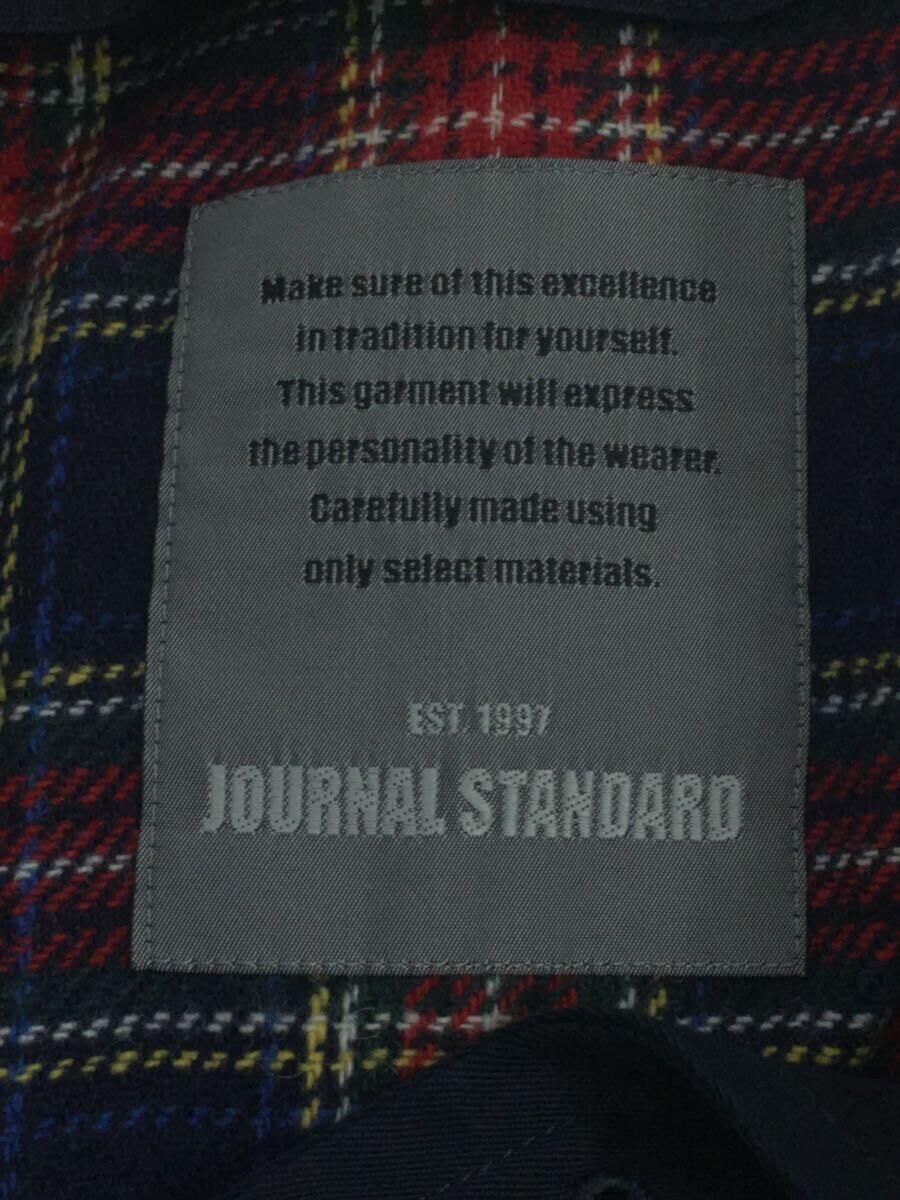 Make sure of this excellence
in tradition for yourself.
This garment will express
the personality of the wearer.
Carefully made using
only select materials.
EST. 1997
JOURNAL STANDARD